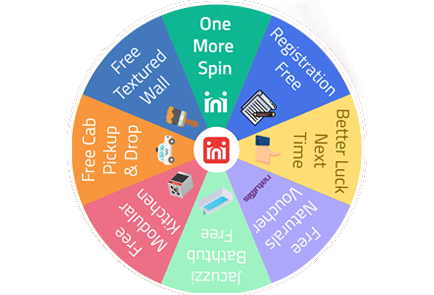 One
More
Spin
ini
Registration
Free
Better Luck
Next
Time
Free
Naturals
Voucher
naturals
Jacuzzi
Bathtub
Free
Free
Modular
Kitchen
Free Cab
Pickup
& Drop
Free
Textured
Wall
ini